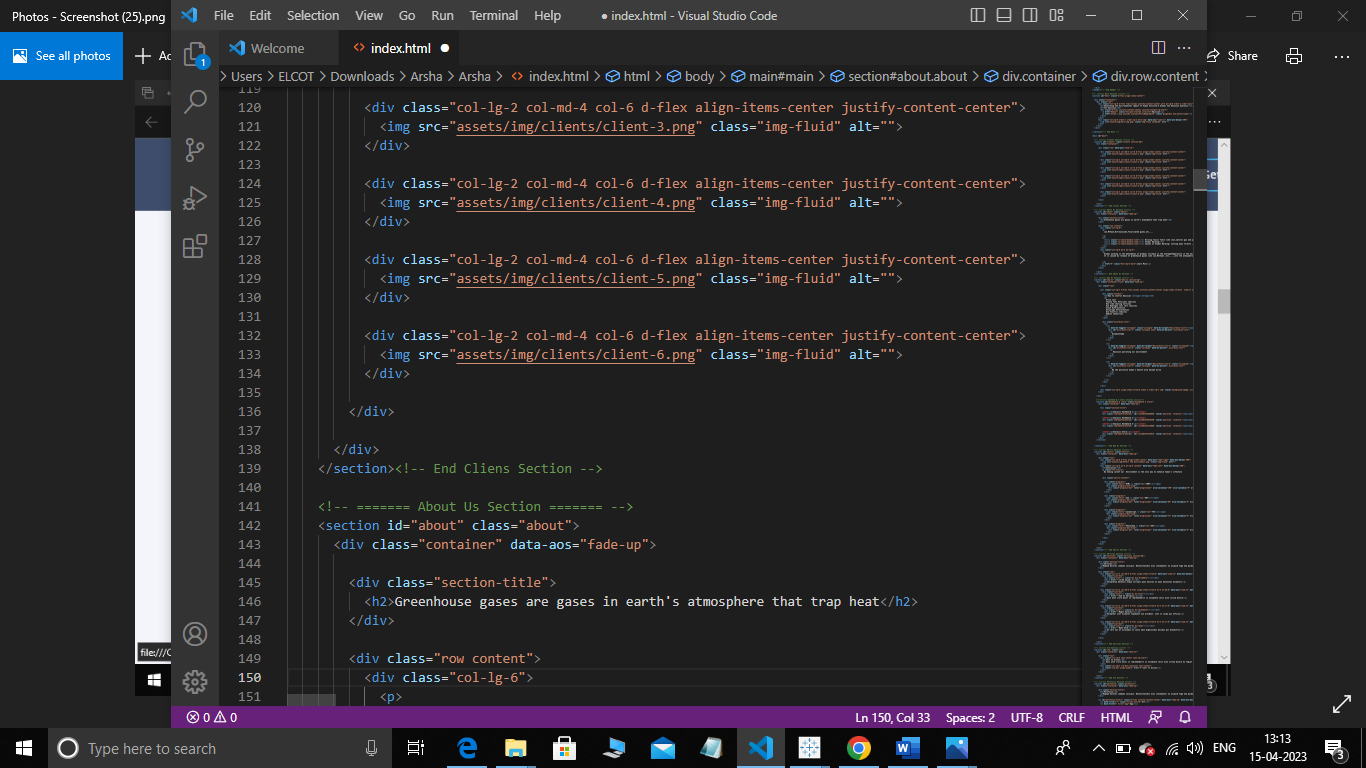 Photos - Screenshot (25).png
See all photos
Share
File Edit Selection View Go Run Terminal Help
● index.html - Visual Studio Code
Welcome
index.html
Users > ELCOT > Downloads > Arsha > Arsha > index.html > html > body > main#main > section#about.about > div.container > div.row.content
1
119
120 <div class="col-lg-2 col-md-4 col-6 d-flex align-items-center justify-content-center">
121 <img src="assets/img/clients/client-3.png" class="img-fluid" alt="">
122 </div>
123
124 <div class="col-lg-2 col-md-4 col-6 d-flex align-items-center justify-content-center">
125 <img src="assets/img/clients/client-4.png" class="img-fluid" alt="">
126 </div>
127
128 <div class="col-lg-2 col-md-4 col-6 d-flex align-items-center justify-content-center">
129 <img src="assets/img/clients/client-5.png" class="img-fluid" alt="">
130 </div>
131
132 <div class="col-lg-2 col-md-4 col-6 d-flex align-items-center justify-content-center">
133 <img src="assets/img/clients/client-6.png" class="img-fluid" alt="">
134 </div>
135
136 </div>
137
138 </div>
139 </section><!-- End Cliens Section -->
140
141 <!-- ======= About Us Section ======= -->
142 <section id="about" class="about">
143 <div class="container" data-aos="fade-up">
144
145 <div class="section-title">
146 <h2>Greenhouse gases are gases in earth's atmosphere that trap heat</h2>
147 </div>
148
149 <div class="row content">
150 <div class="col-lg-6">
151 <p>
file:///
0 0
Ln 150, Col 33 Spaces: 2 UTF-8 CRLF HTML
3
Type here to search
ENG
13:13
15-04-2023
3